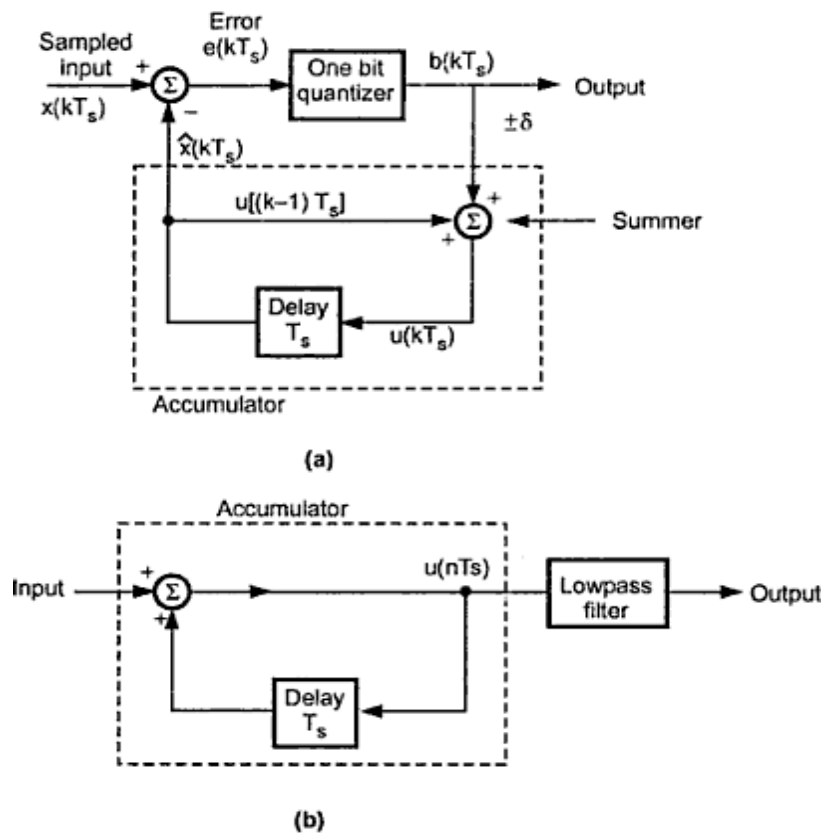 Error
e(kTₛ)
Sampled
input
x(kTₛ)
+
Σ
−
One bit
quantizer
b(kTₛ)
Output
±δ
x̂(kTₛ)
u[(k−1) Tₛ]
+
+
Σ
Summer
Delay
Tₛ
u(kTₛ)
Accumulator
(a)
Accumulator
Input
+
Σ
+
u(nTs)
Lowpass
filter
Output
Delay
Tₛ
(b)